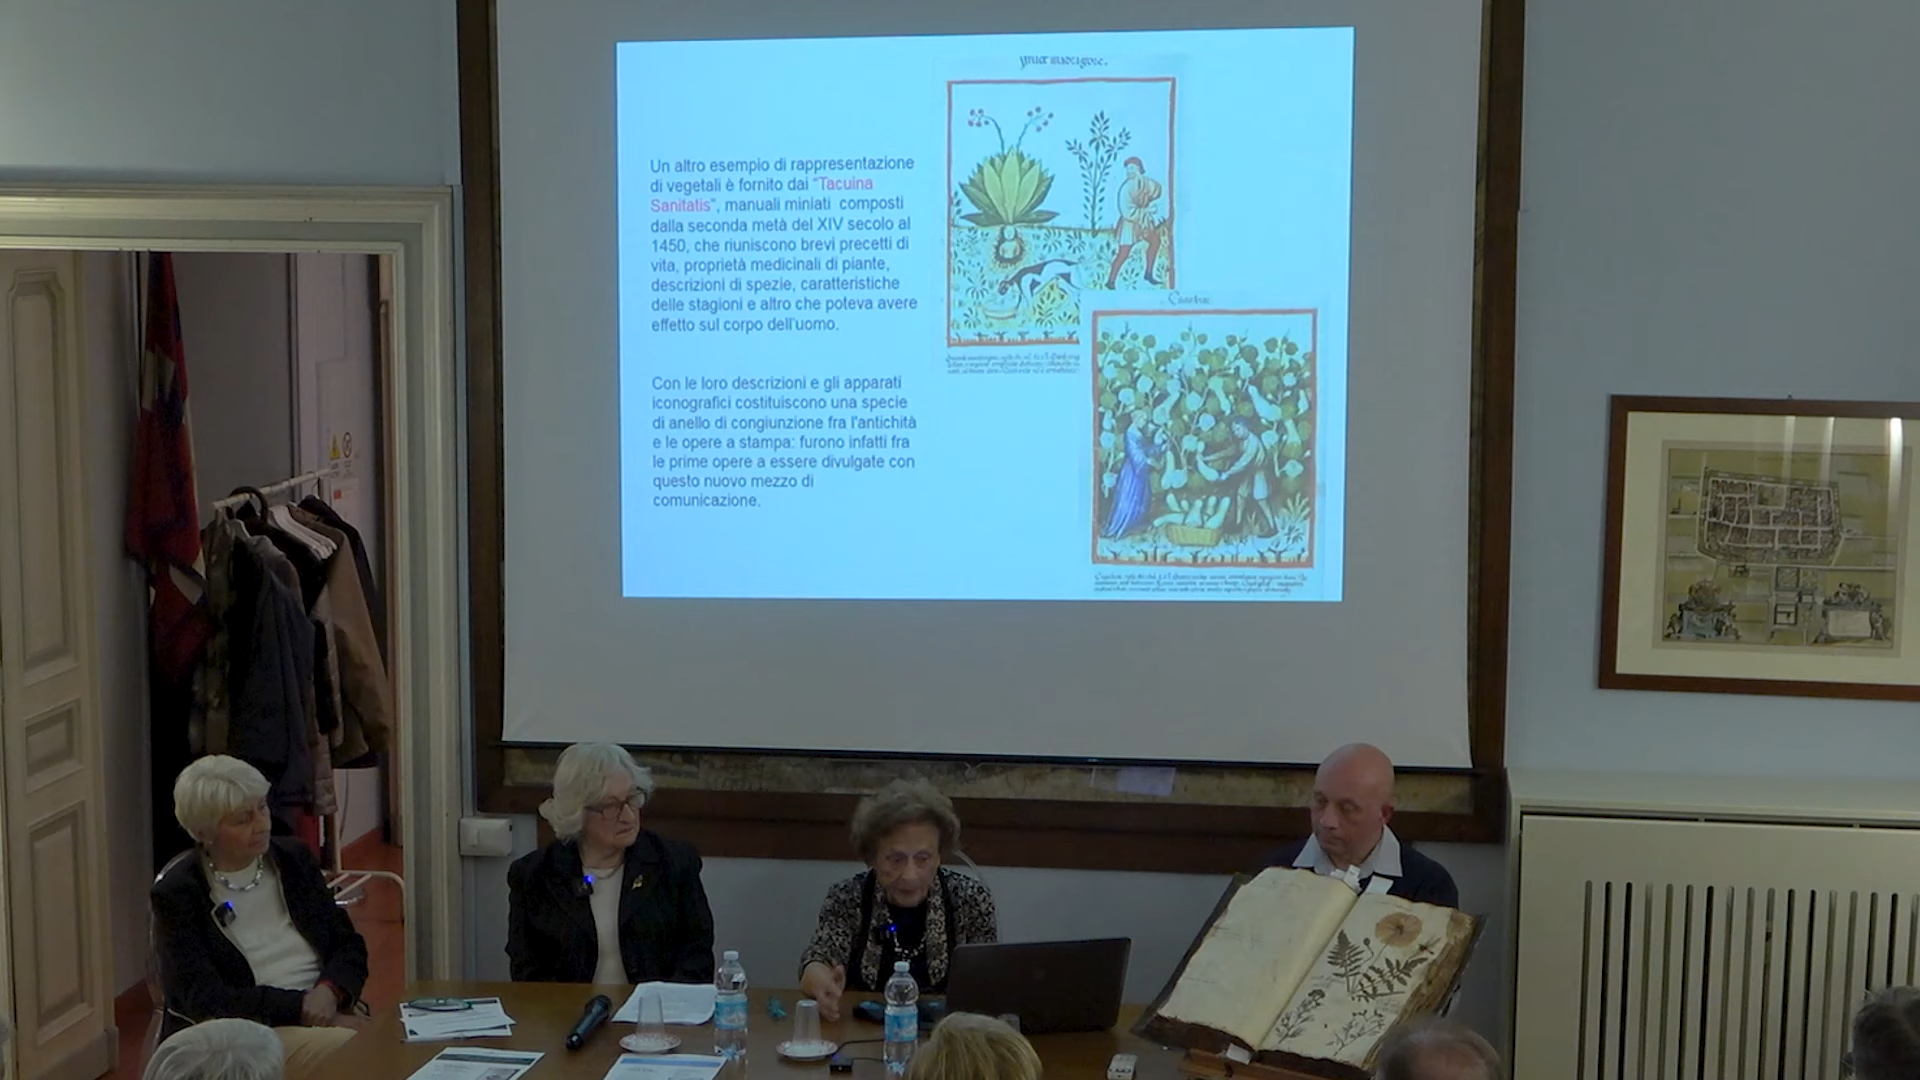 Un altro esempio di rappresentazione
di vegetali è fornito dai "Tacuina
Sanitatis", manuali miniati composti
dalla seconda metà del XIV secolo al
1450, che riuniscono brevi precetti di
vita, proprietà medicinali di piante,
descrizioni di spezie, caratteristiche
delle stagioni e altro che poteva avere
effetto sul corpo dell'uomo.
Con le loro descrizioni e gli apparati
iconografici costituiscono una specie
di anello di congiunzione fra l'antichità
e le opere a stampa: furono infatti fra
le prime opere a essere divulgate con
questo nuovo mezzo di
comunicazione.